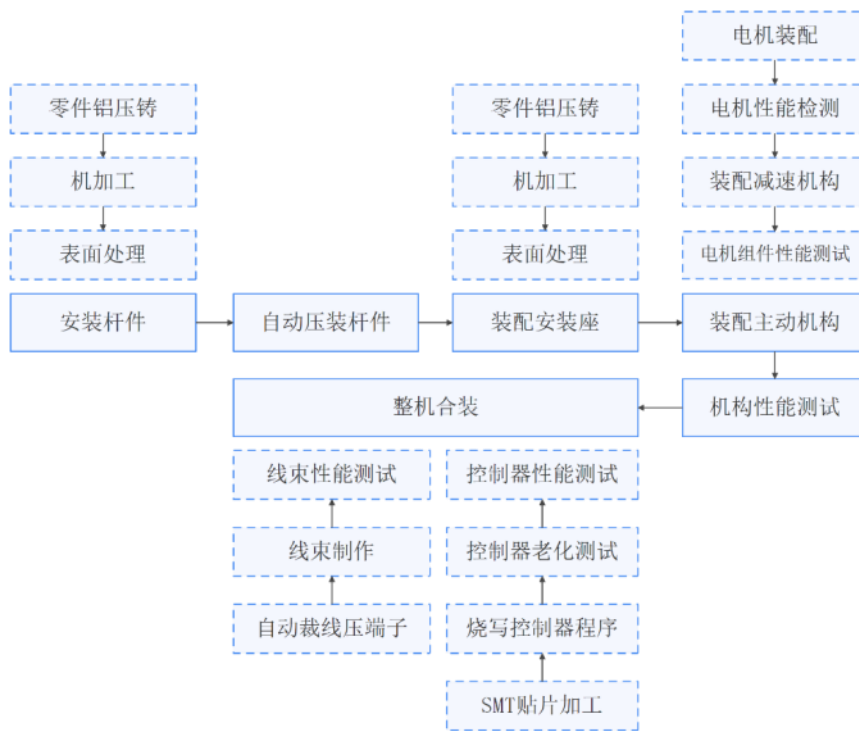 电机装配
零件铝压铸
零件铝压铸
电机性能检测
机加工
机加工
装配减速机构
表面处理
表面处理
电机组件性能测试
安装杆件
自动压装杆件
装配安装座
装配主动机构
整机合装
机构性能测试
线束性能测试
控制器性能测试
线束制作
控制器老化测试
自动裁线压端子
烧写控制器程序
SMT贴片加工